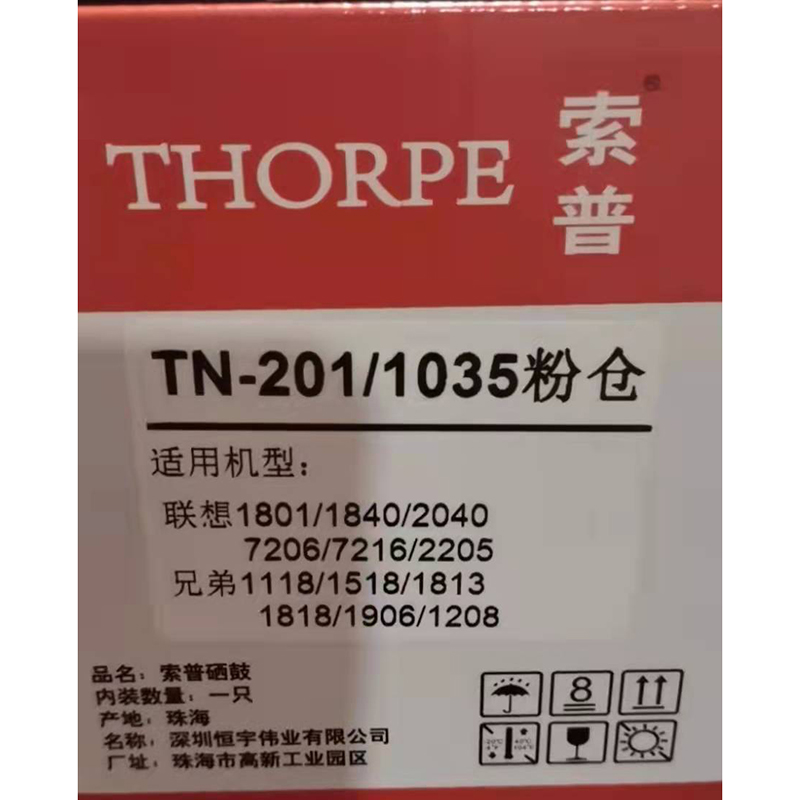 THORPE 索普
TN-201/1035粉仓
适用机型：
联想1801/1840/2040
7206/7216/2205
兄弟1118/1518/1813
1818/1906/1208
品名：索普硒鼓
内装数量：一只
产地：珠海
名称：深圳恒宇伟业有限公司
厂址：珠海市高新工业园区
8